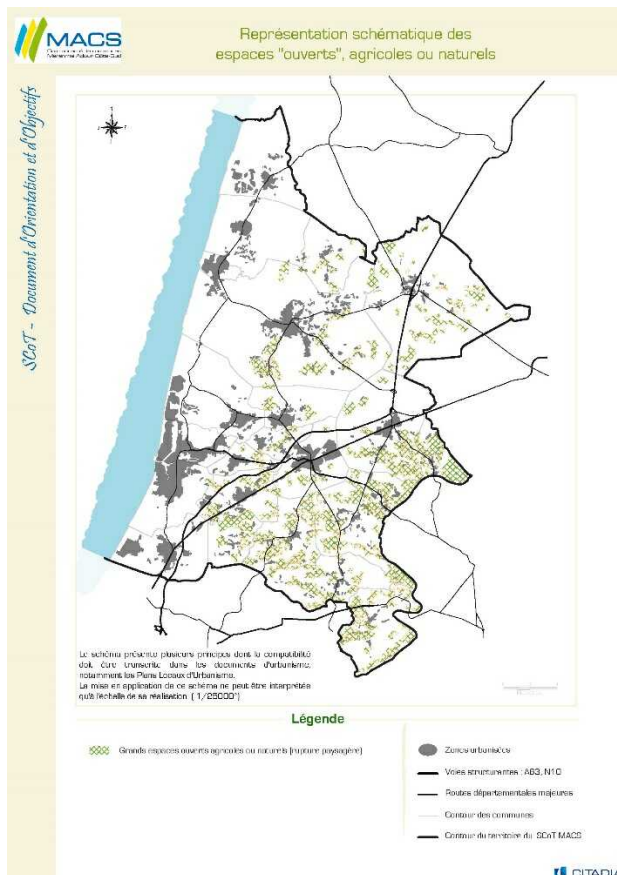 MACS
Représentation schématique des
espaces "ouverts", agricoles ou naturels
SCoT - Document d'Orientation et d'Objectifs
Le schéma présente plusieurs principes dont la compatibilité
doit être transcrite dans les documents d'urbanisme,
notamment les Plans Locaux d'Urbanisme.
La mise en application de ce schéma ne peut être interprétée
qu'à l'échelle de sa réalisation ( 1/25000°)
Légende
Grands espaces ouverts agricoles ou naturels (rupture paysagère)
Zones urbanisées
Voies structurantes : A63, N10
Routes départementales majeures
Contour des communes
Contour du territoire du SCoT MACS